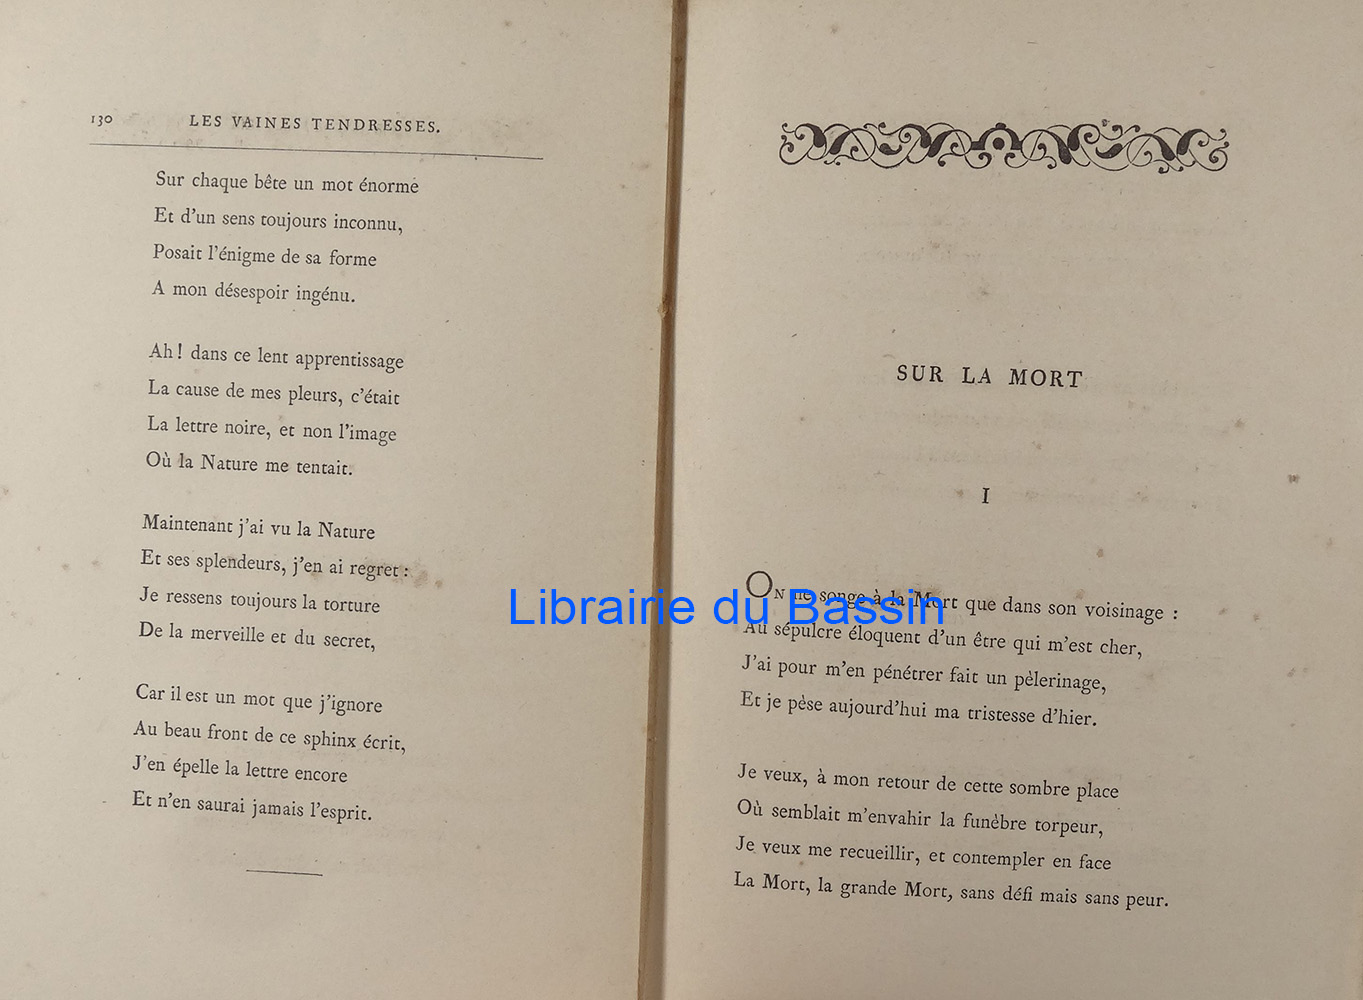 130 LES VAINES TENDRESSES.
Sur chaque bête un mot énorme
Et d'un sens toujours inconnu,
Posait l'énigme de sa forme
A mon désespoir ingénu.
Ah ! dans ce lent apprentissage
La cause de mes pleurs, c'était
La lettre noire, et non l'image
Où la Nature me tentait.
Maintenant j'ai vu la Nature
Et ses splendeurs, j'en ai regret :
Je ressens toujours la torture
De la merveille et du secret,
Car il est un mot que j'ignore
Au beau front de ce sphinx écrit,
J'en épelle la lettre encore
Et n'en saurai jamais l'esprit.
SUR LA MORT
I
ON ne songe à la Mort que dans son voisinage :
Au sépulcre éloquent d'un être qui m'est cher,
J'ai pour m'en pénétrer fait un pèlerinage,
Et je pèse aujourd'hui ma tristesse d'hier.
Je veux, à mon retour de cette sombre place
Où semblait m'envahir la funèbre torpeur,
Je veux me recueillir, et contempler en face
La Mort, la grande Mort, sans défi mais sans peur.
Librairie du Bassin